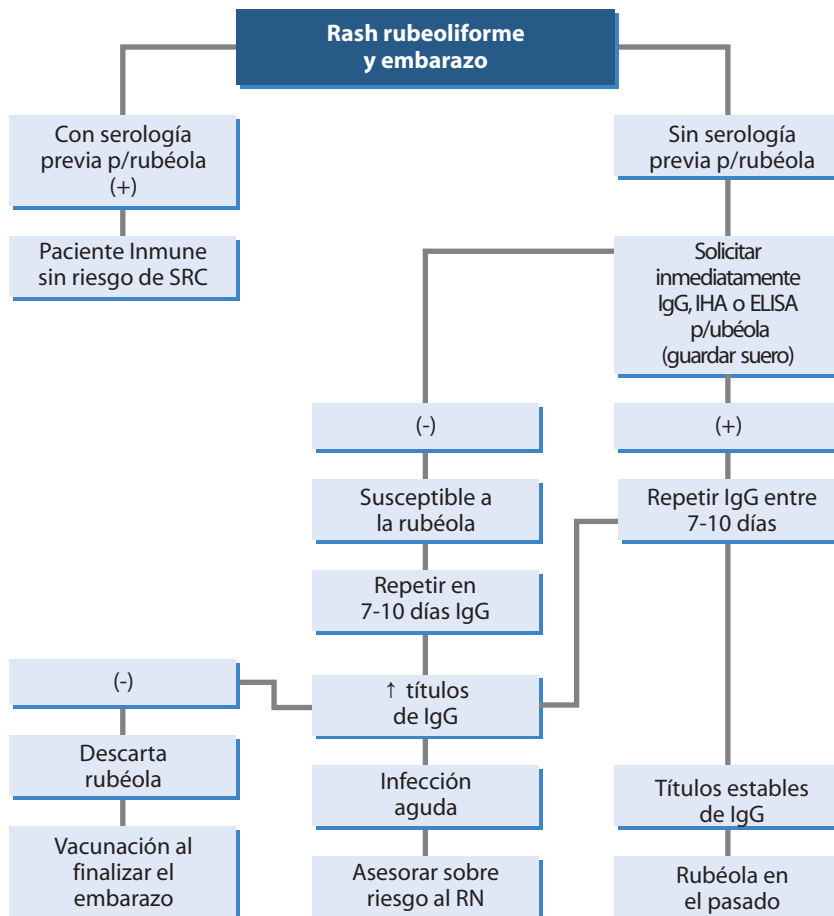 Rash rubeoliforme
y embarazo
Con serología
previa p/rubéola
(+)
Sin serología
previa p/rubéola
Paciente Inmune
sin riesgo de SRC
Solicitar
inmediatamente
IgG, IHA o ELISA
p/ubéola
(guardar suero)
(-)
(+)
Susceptible a
la rubéola
Repetir IgG entre
7-10 días
Repetir en
7-10 días IgG
(-)
↑ títulos
de IgG
Descarta
rubéola
Infección
aguda
Títulos estables
de IgG
Vacunación al
finalizar el
embarazo
Asesorar sobre
riesgo al RN
Rubéola en
el pasado